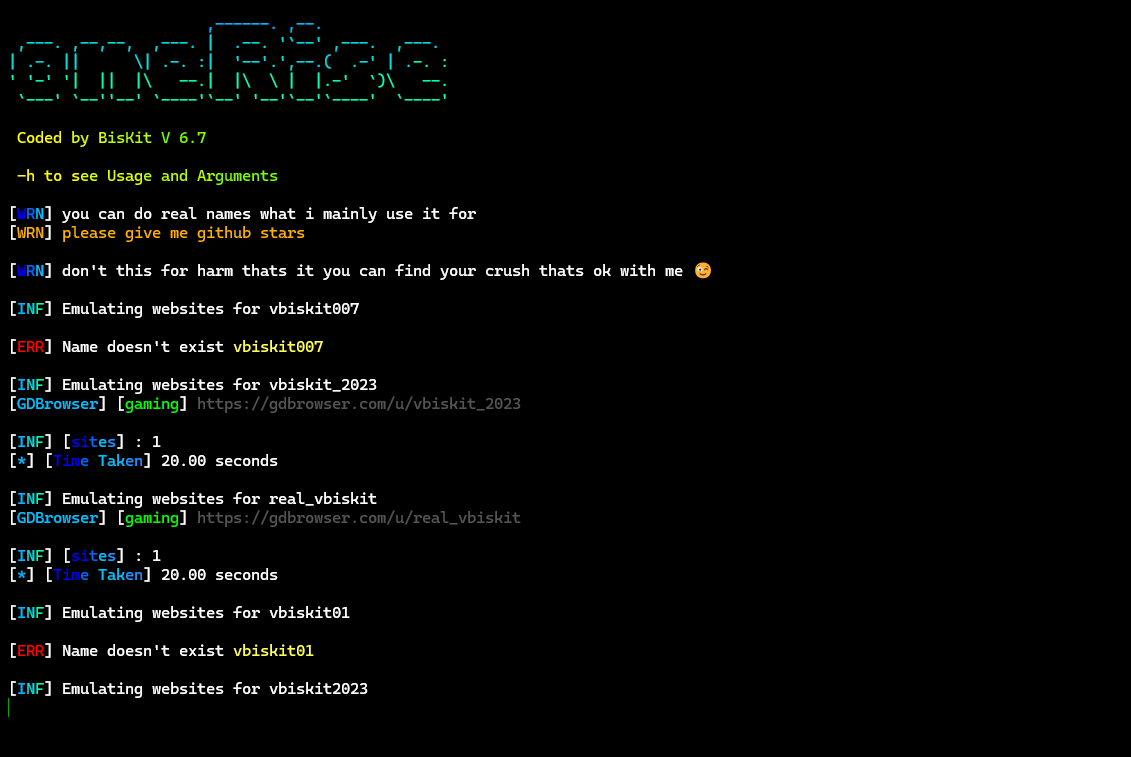 oneRise
Coded by BisKit V 6.7
-h to see Usage and Arguments
[WRN] you can do real names what i mainly use it for
[WRN] please give me github stars
[WRN] don't this for harm thats it you can find your crush thats ok with me 😉
[INF] Emulating websites for vbiskit007
[ERR] Name doesn't exist vbiskit007
[INF] Emulating websites for vbiskit_2023
[GDBrowser] [gaming] https://gdbrowser.com/u/vbiskit_2023
[INF] [sites] : 1
[*] [Time Taken] 20.00 seconds
[INF] Emulating websites for real_vbiskit
[GDBrowser] [gaming] https://gdbrowser.com/u/real_vbiskit
[INF] [sites] : 1
[*] [Time Taken] 20.00 seconds
[INF] Emulating websites for vbiskit01
[ERR] Name doesn't exist vbiskit01
[INF] Emulating websites for vbiskit2023